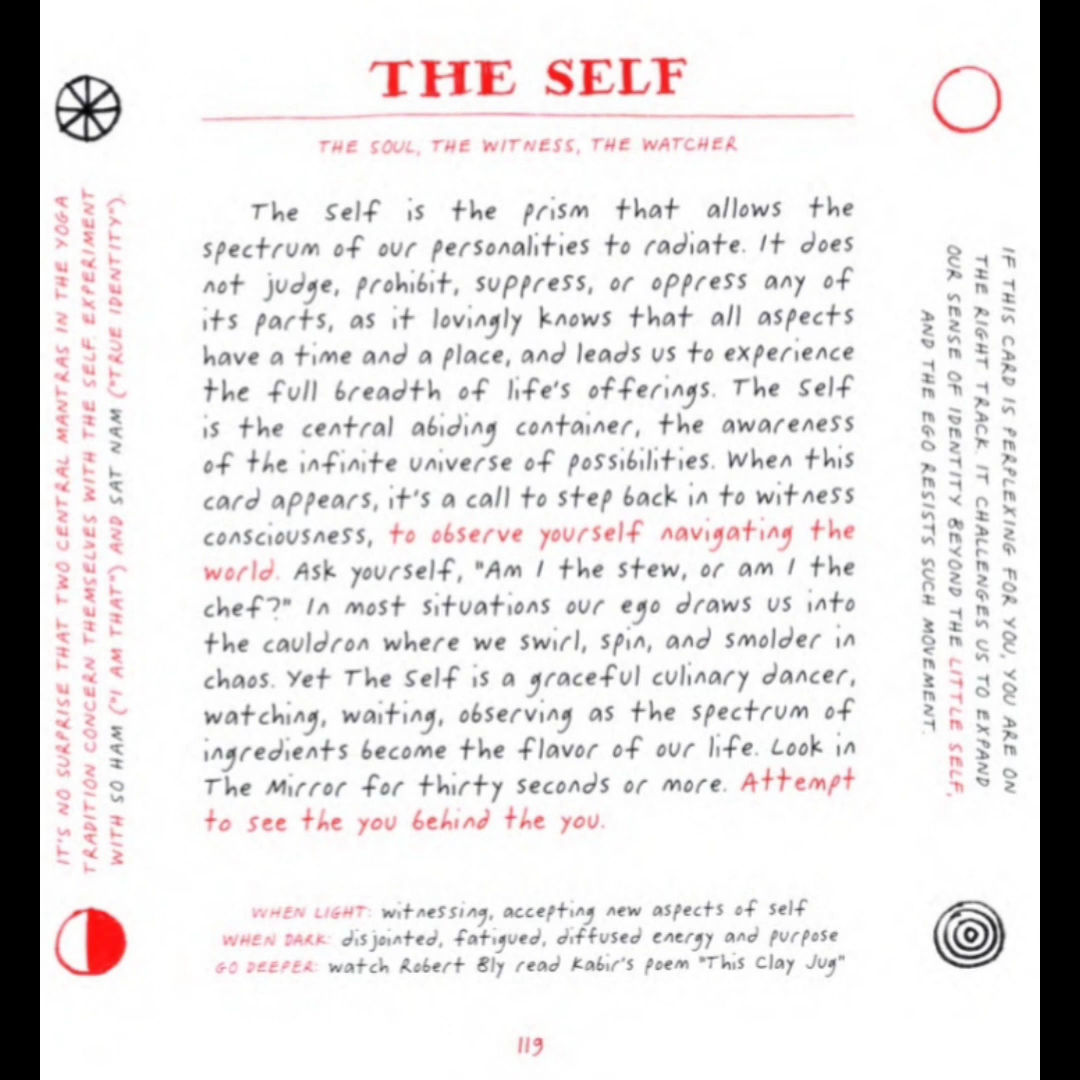 THE SELF
THE SOUL, THE WITNESS, THE WATCHER
The Self is the prism that allows the
spectrum of our personalities to radiate. It does
not judge, prohibit, suppress, or oppress any of
its parts, as it lovingly knows that all aspects
have a time and a place, and leads us to experience
the full breadth of life's offerings. The Self
is the central abiding container, the awareness
of the infinite universe of possibilities. When this
card appears, it's a call to step back in to witness
consciousness, to observe yourself navigating the
world. Ask yourself, "Am I the stew, or am I the
chef?" In most situations our ego draws us into
the cauldron where we swirl, spin, and smolder in
chaos. Yet The Self is a graceful culinary dancer,
watching, waiting, observing as the spectrum of
ingredients become the flavor of our life. Look in
The Mirror for thirty seconds or more. Attempt
to see the you behind the you.
WHEN LIGHT: witnessing, accepting new aspects of self
WHEN DARK: disjointed, fatigued, diffused energy and purpose
GO DEEPER: watch Robert Bly read Kabir's poem "This Clay Jug"
119
IT'S NO SURPRISE THAT TWO CENTRAL MANTRAS IN THE YOGA
TRADITION CONCERN THEMSELVES WITH THE SELF. EXPERIMENT
WITH SO HAM ("I AM THAT") AND SAT NAM ("TRUE IDENTITY").
IF THIS CARD IS PERPLEXING FOR YOU, YOU ARE ON
THE RIGHT TRACK. IT CHALLENGES US TO EXPAND
OUR SENSE OF IDENTITY BEYOND THE LITTLE SELF,
AND THE EGO RESISTS SUCH MOVEMENT.